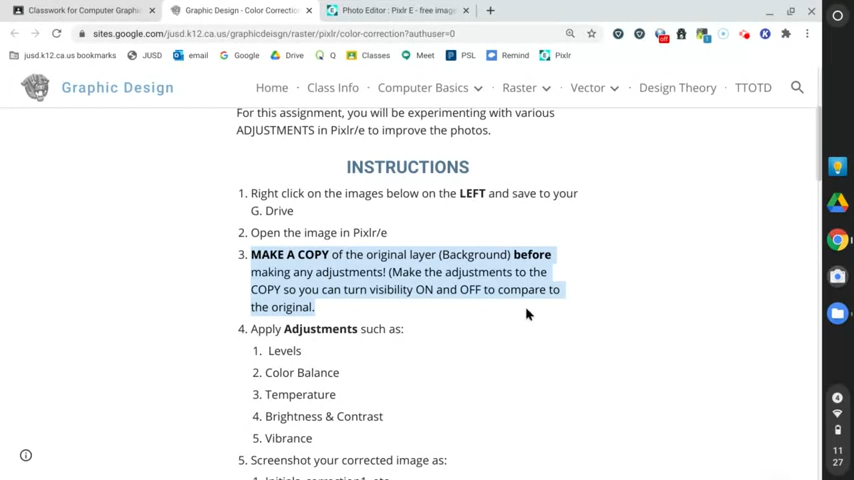 Classwork for Computer Graphi
Graphic Design - Color Correctio
Photo Editor : Pixlr E - free imag
sites.google.com/jusd.k12.ca.us/graphicdeisgn/raster/pixlr/color-correction?authuser=0
off
jusd.k12.ca.us bookmarks
JUSD
email
Google
Drive
Q
Classes
Meet
PSL
Remind
Pixlr
Graphic Design
Home
Class Info
Computer Basics
Raster
Vector
Design Theory
TTOTD
For this assignment, you will be experimenting with various
ADJUSTMENTS in Pixlr/e to improve the photos.
INSTRUCTIONS
1. Right click on the images below on the LEFT and save to your
G. Drive
2. Open the image in Pixlr/e
3. MAKE A COPY of the original layer (Background) before
making any adjustments! (Make the adjustments to the
COPY so you can turn visibility ON and OFF to compare to
the original.
4. Apply Adjustments such as:
1. Levels
2. Color Balance
3. Temperature
4. Brightness & Contrast
5. Vibrance
5. Screenshot your corrected image as:
1. Initials_correction1, etc.
4
11
27